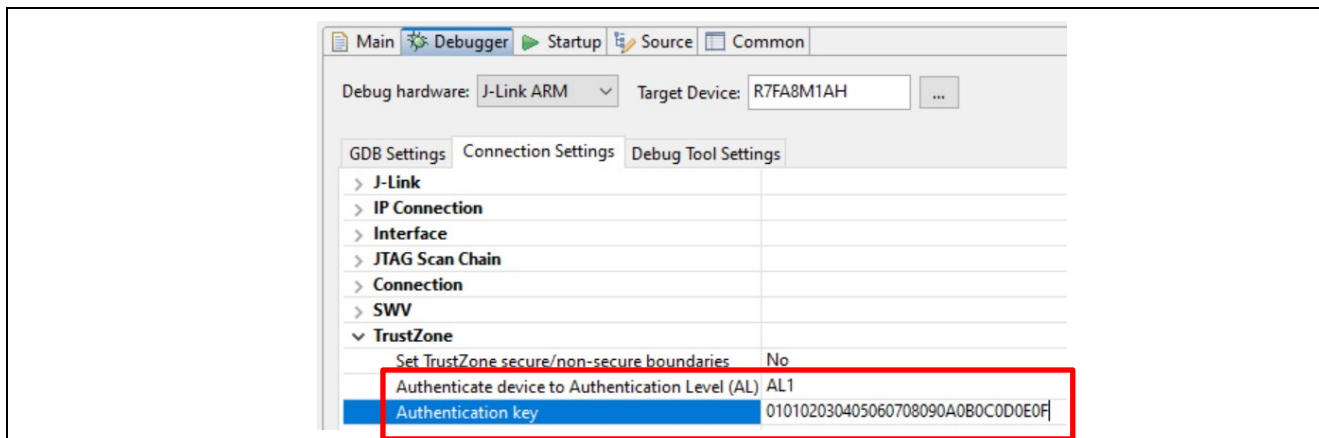 Main Debugger Startup Source Common
Debug hardware: J-Link ARM Target Device: R7FA8M1AH ...
GDB Settings Connection Settings Debug Tool Settings
J-Link
IP Connection
Interface
JTAG Scan Chain
Connection
SWV
TrustZone
Set TrustZone secure/non-secure boundaries No
Authenticate device to Authentication Level (AL) AL1
Authentication key 010102030405060708090A0B0C0D0E0F